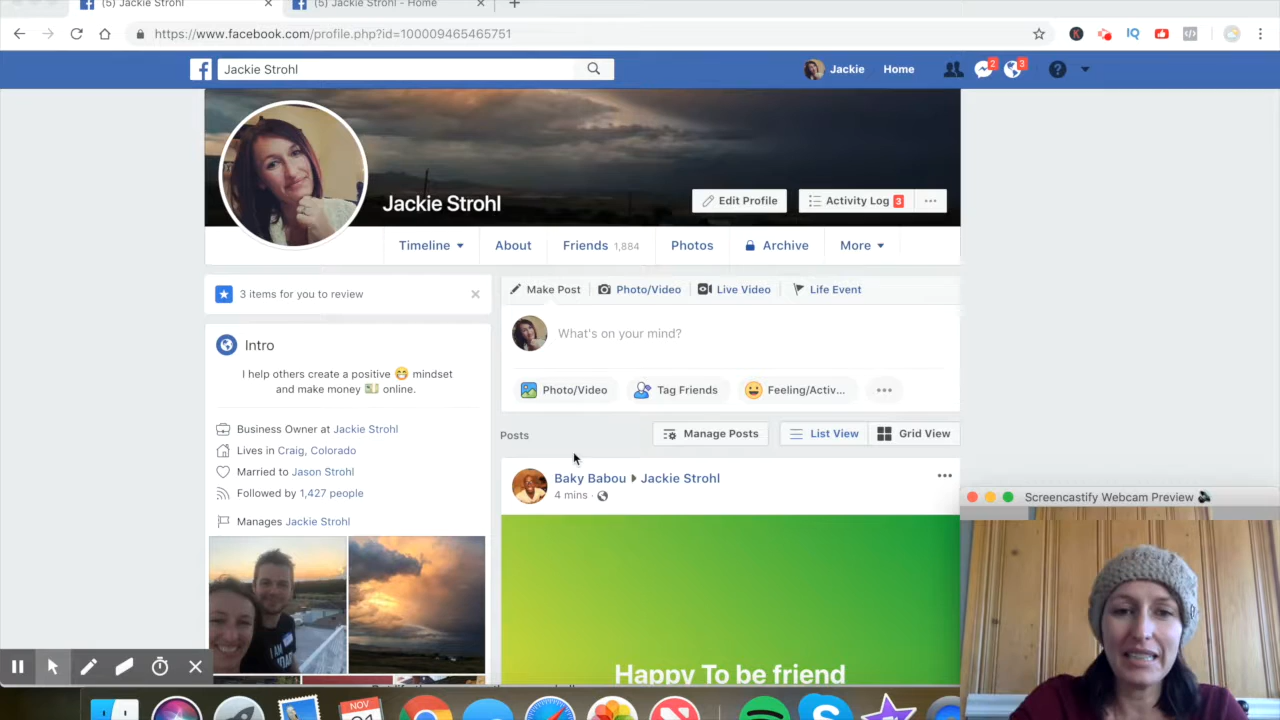 (5) Jackie Strohl
(5) Jackie Strohl - Home
https://www.facebook.com/profile.php?id=100009465465751
IQ
Jackie Strohl
Jackie
Home
2
3
Jackie Strohl
Edit Profile
Activity Log 3
Timeline
About
Friends 1,884
Photos
Archive
More
3 items for you to review
Make Post
Photo/Video
Live Video
Life Event
What's on your mind?
Intro
I help others create a positive 😁 mindset
and make money 💵 online.
Photo/Video
Tag Friends
Feeling/Activ...
Business Owner at Jackie Strohl
Lives in Craig, Colorado
Married to Jason Strohl
Followed by 1,427 people
Manages Jackie Strohl
Posts
Manage Posts
List View
Grid View
Baky Babou ▸ Jackie Strohl
4 mins
Happy To be friend
Screencastify Webcam Preview
NOV